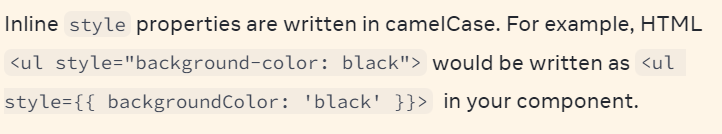 Inline style properties are written in camelCase. For example, HTML
<ul style="background-color: black"> would be written as <ul
style={{ backgroundColor: 'black' }}> in your component.